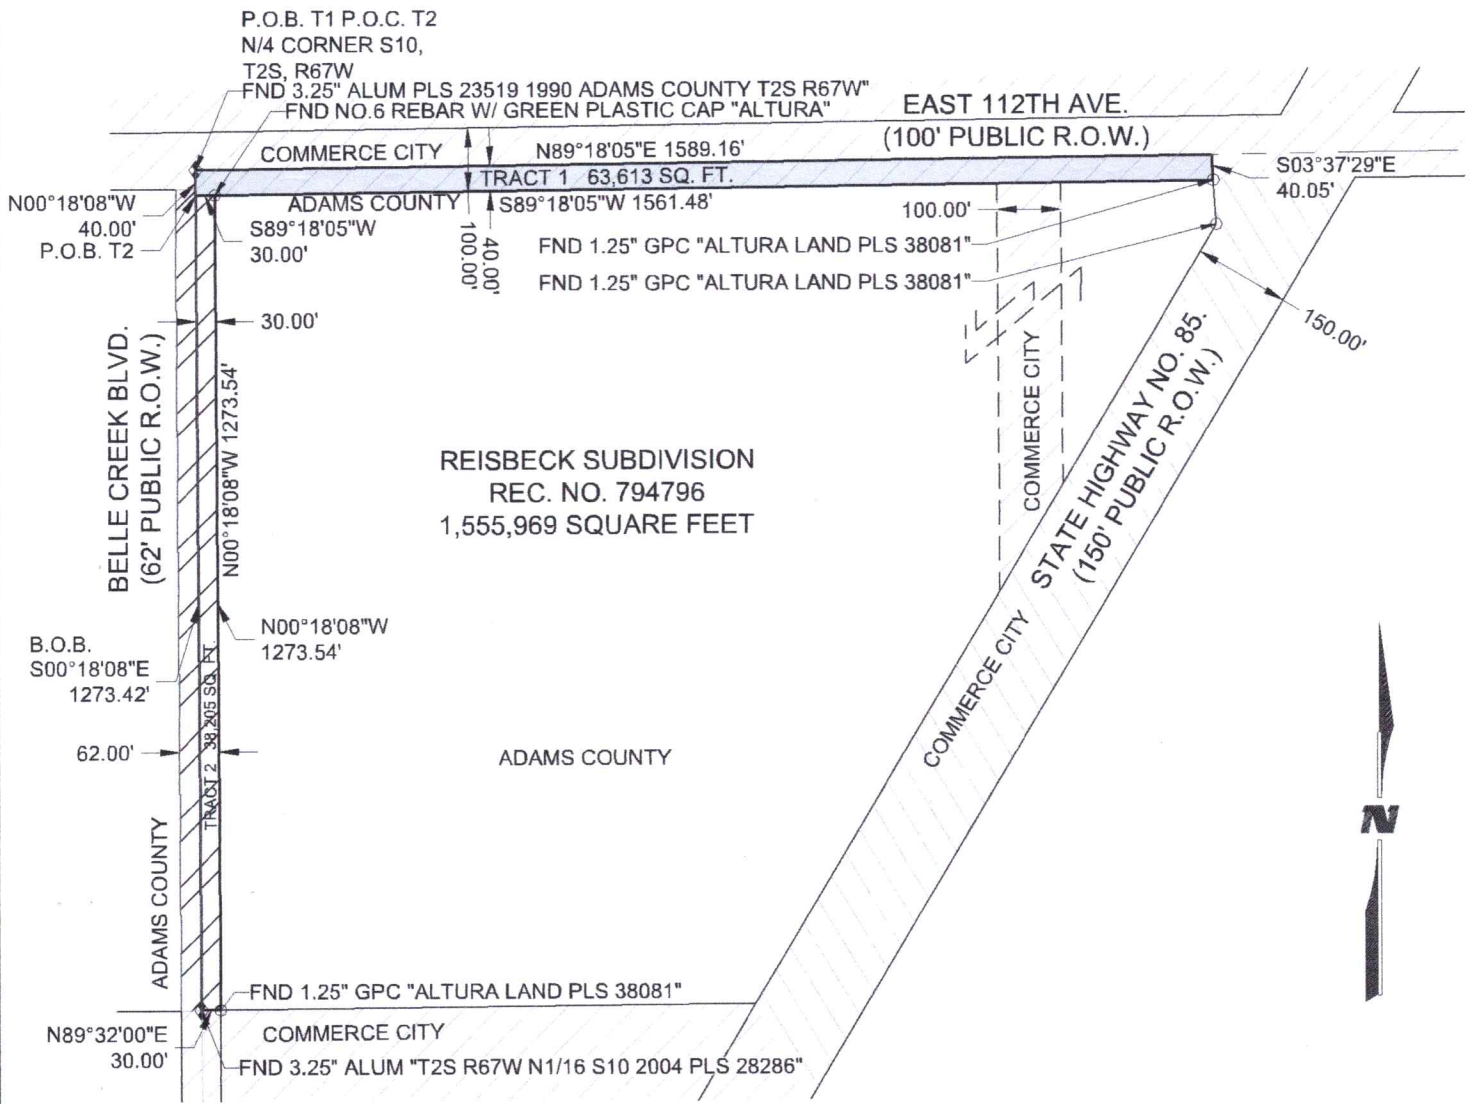 P.O.B. T1 P.O.C. T2
N/4 CORNER S10,
T2S, R67W
FND 3.25" ALUM PLS 23519 1990 ADAMS COUNTY T2S R67W"
FND NO.6 REBAR W/ GREEN PLASTIC CAP "ALTURA"
EAST 112TH AVE.
(100' PUBLIC R.O.W.)
COMMERCE CITY
N89°18'05"E 1589.16'
S03°37'29"E
40.05'
TRACT 1 63,613 SQ. FT.
N00°18'08"W
40.00'
P.O.B. T2
ADAMS COUNTY
S89°18'05"W 1561.48'
S89°18'05"W
30.00'
100.00'
40.00'
100.00'
FND 1.25" GPC "ALTURA LAND PLS 38081"
FND 1.25" GPC "ALTURA LAND PLS 38081"
150.00'
30.00'
BELLE CREEK BLVD.
(62' PUBLIC R.O.W.)
N00°18'08"W 1273.54'
COMMERCE CITY
STATE HIGHWAY NO. 85.
(150' PUBLIC R.O.W.)
REISBECK SUBDIVISION
REC. NO. 794796
1,555,969 SQUARE FEET
N00°18'08"W
1273.54'
B.O.B.
S00°18'08"E
1273.42'
TRACT 2 38,205 SQ. FT.
COMMERCE CITY
62.00'
ADAMS COUNTY
ADAMS COUNTY
N
FND 1.25" GPC "ALTURA LAND PLS 38081"
N89°32'00"E
30.00'
COMMERCE CITY
FND 3.25" ALUM "T2S R67W N1/16 S10 2004 PLS 28286"